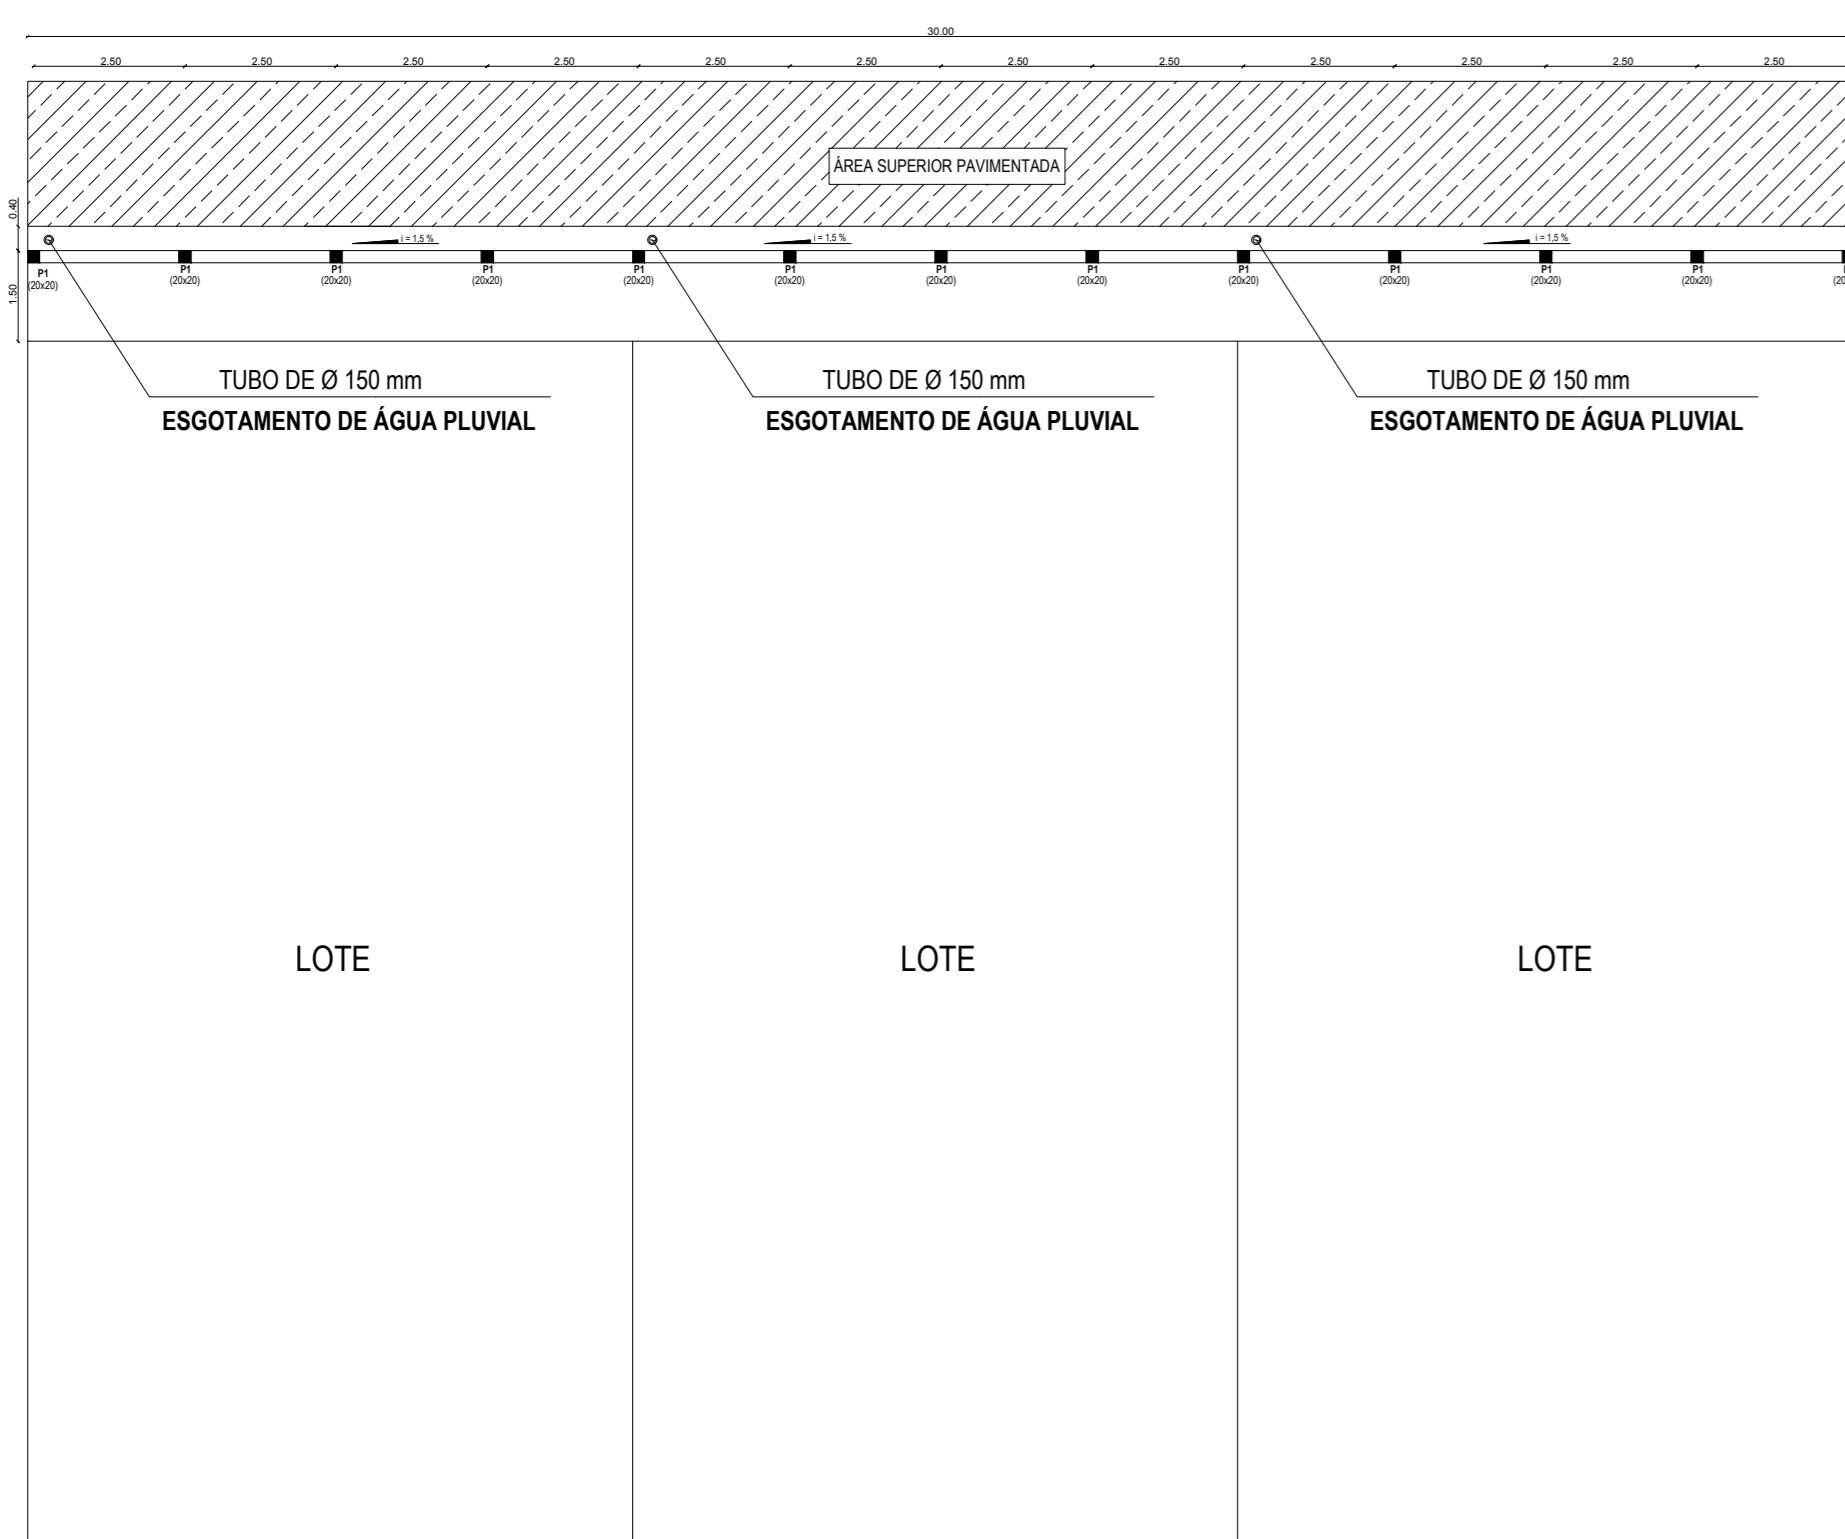 30.00
2.50 2.50 2.50 2.50 2.50 2.50 2.50 2.50 2.50 2.50 2.50 2.50
ÁREA SUPERIOR PAVIMENTADA
0.40
i = 1,5 % i = 1,5 % i = 1,5 %
P1 P1 P1 P1 P1 P1 P1 P1 P1 P1 P1 P1
(20x20) (20x20) (20x20) (20x20) (20x20) (20x20) (20x20) (20x20) (20x20) (20x20) (20x20) (20x20) (20
1.50
TUBO DE Ø 150 mm TUBO DE Ø 150 mm TUBO DE Ø 150 mm
ESGOTAMENTO DE ÁGUA PLUVIAL ESGOTAMENTO DE ÁGUA PLUVIAL ESGOTAMENTO DE ÁGUA PLUVIAL
LOTE LOTE LOTE